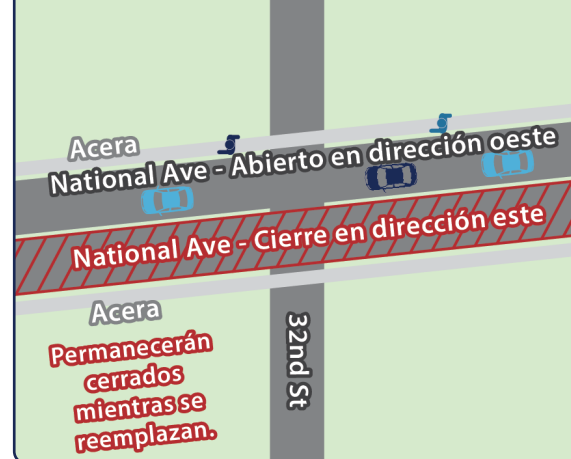 Acera
National Ave - Abierto en dirección oeste
National Ave - Cierre en dirección este
Acera
32nd St
Permanecerán
cerrados
mientras se
reemplazan.